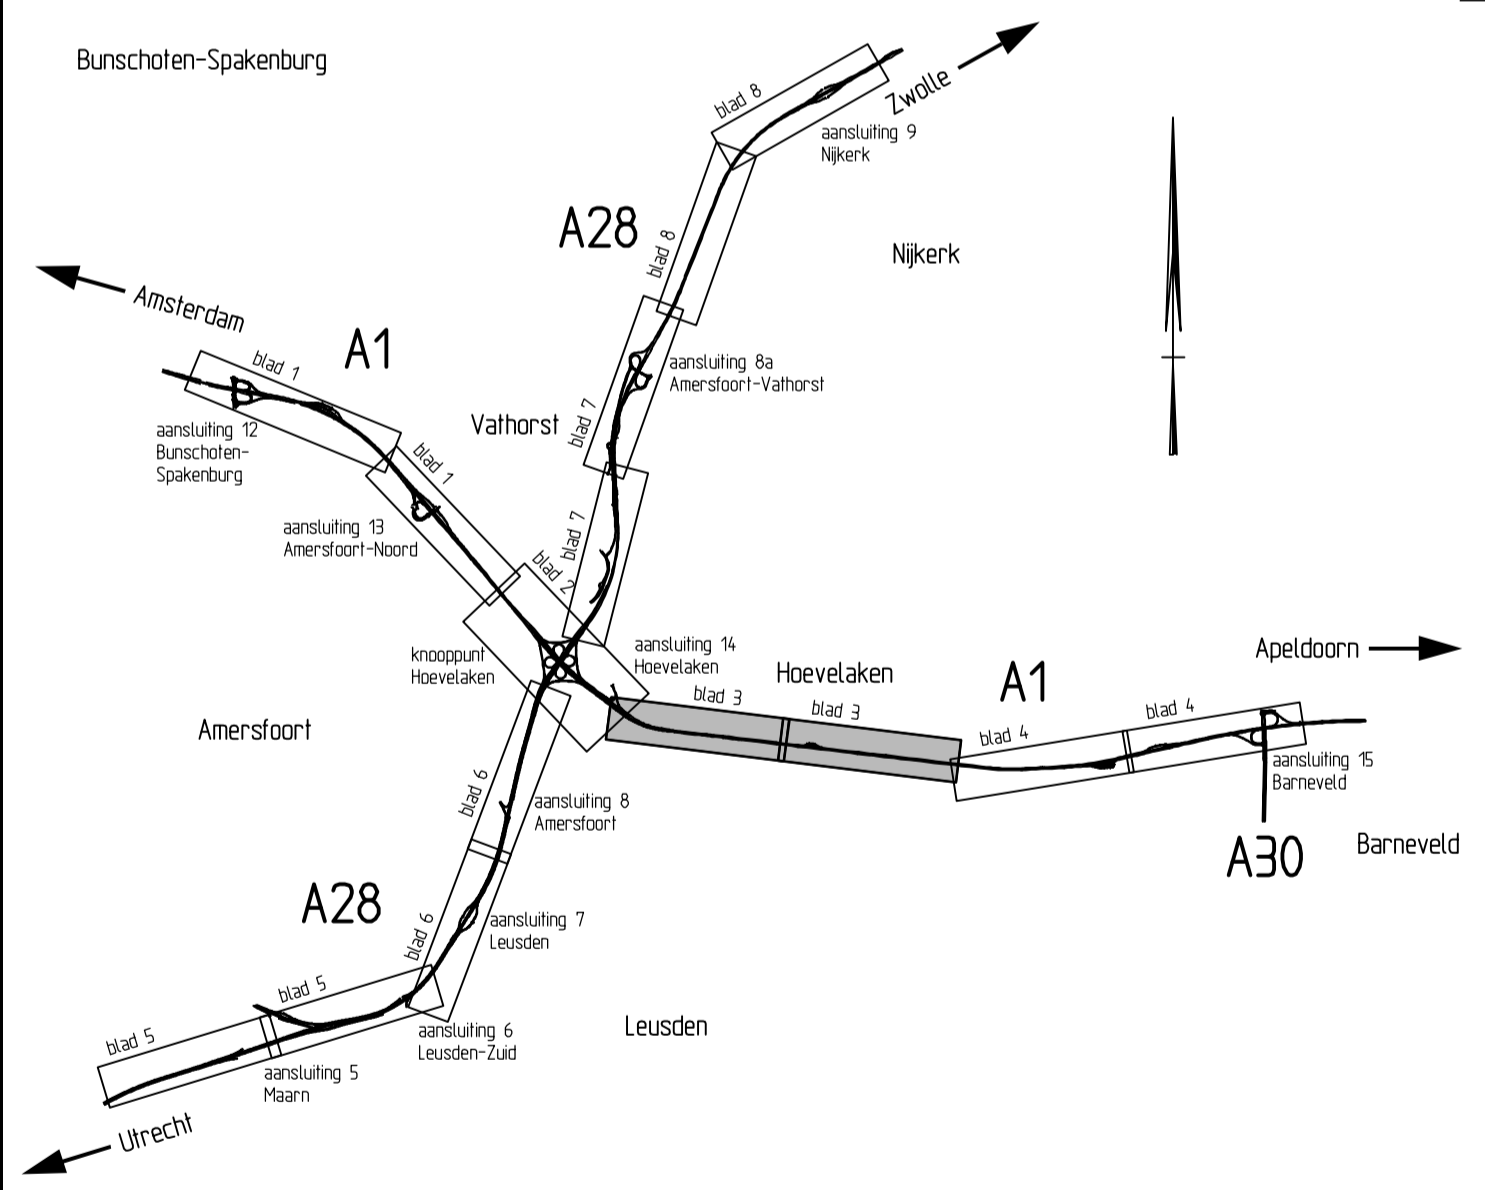 Bunschoten-Spakenburg
blad 8
Zwolle
aansluiting 9
Nijkerk
A28
blad 8
Nijkerk
Amsterdam
A1
blad 1
aansluiting 8a
Amersfoort-Vathorst
Vathorst
blad 7
aansluiting 12
Bunschoten-
Spakenburg
blad 1
aansluiting 13
Amersfoort-Noord
blad 7
blad 2
knooppunt
Hoevelaken
aansluiting 14
Hoevelaken
Hoevelaken
blad 3
blad 3
A1
Apeldoorn
blad 4
blad 4
aansluiting 15
Barneveld
A30
Barneveld
Amersfoort
blad 6
aansluiting 8
Amersfoort
A28
blad 6
aansluiting 7
Leusden
blad 5
blad 5
aansluiting 6
Leusden-Zuid
Leusden
aansluiting 5
Maarn
Utrecht